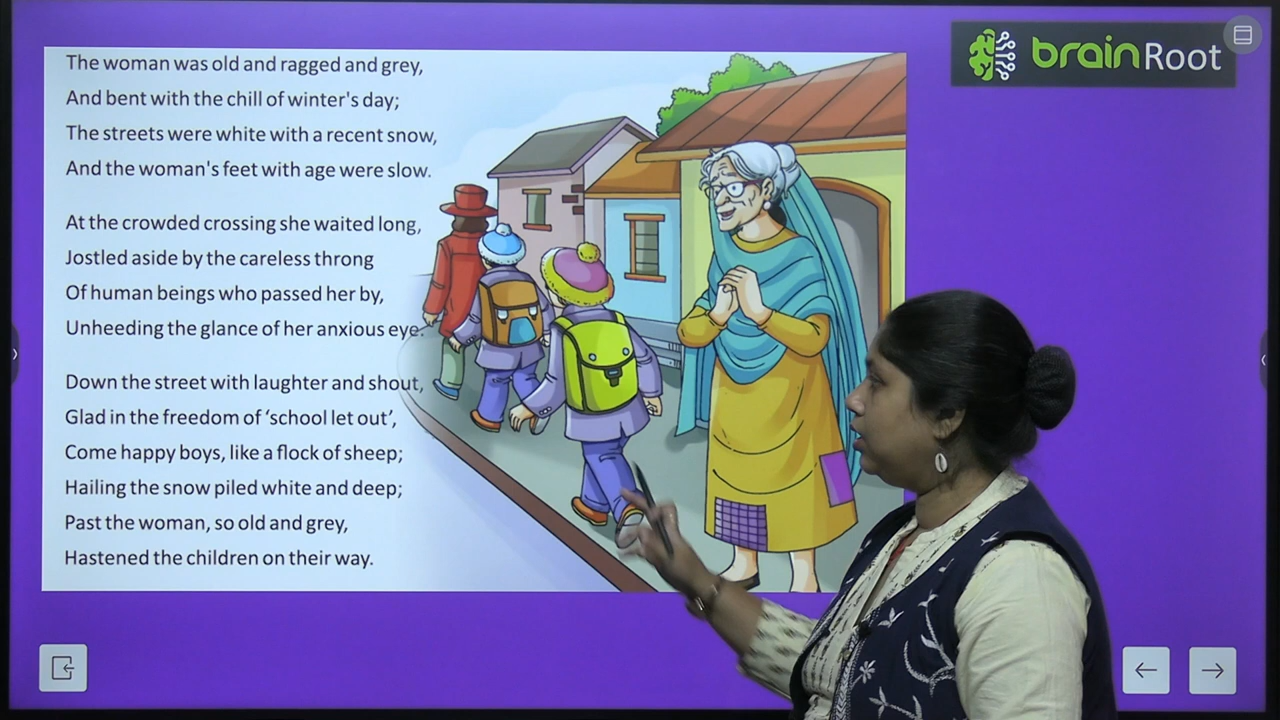 The woman was old and ragged and grey,
And bent with the chill of winter's day;
The streets were white with a recent snow,
And the woman's feet with age were slow.
At the crowded crossing she waited long,
Jostled aside by the careless throng
Of human beings who passed her by,
Unheeding the glance of her anxious eye.
Down the street with laughter and shout,
Glad in the freedom of ‘school let out’,
Come happy boys, like a flock of sheep;
Hailing the snow piled white and deep;
Past the woman, so old and grey,
Hastened the children on their way.
brainRoot